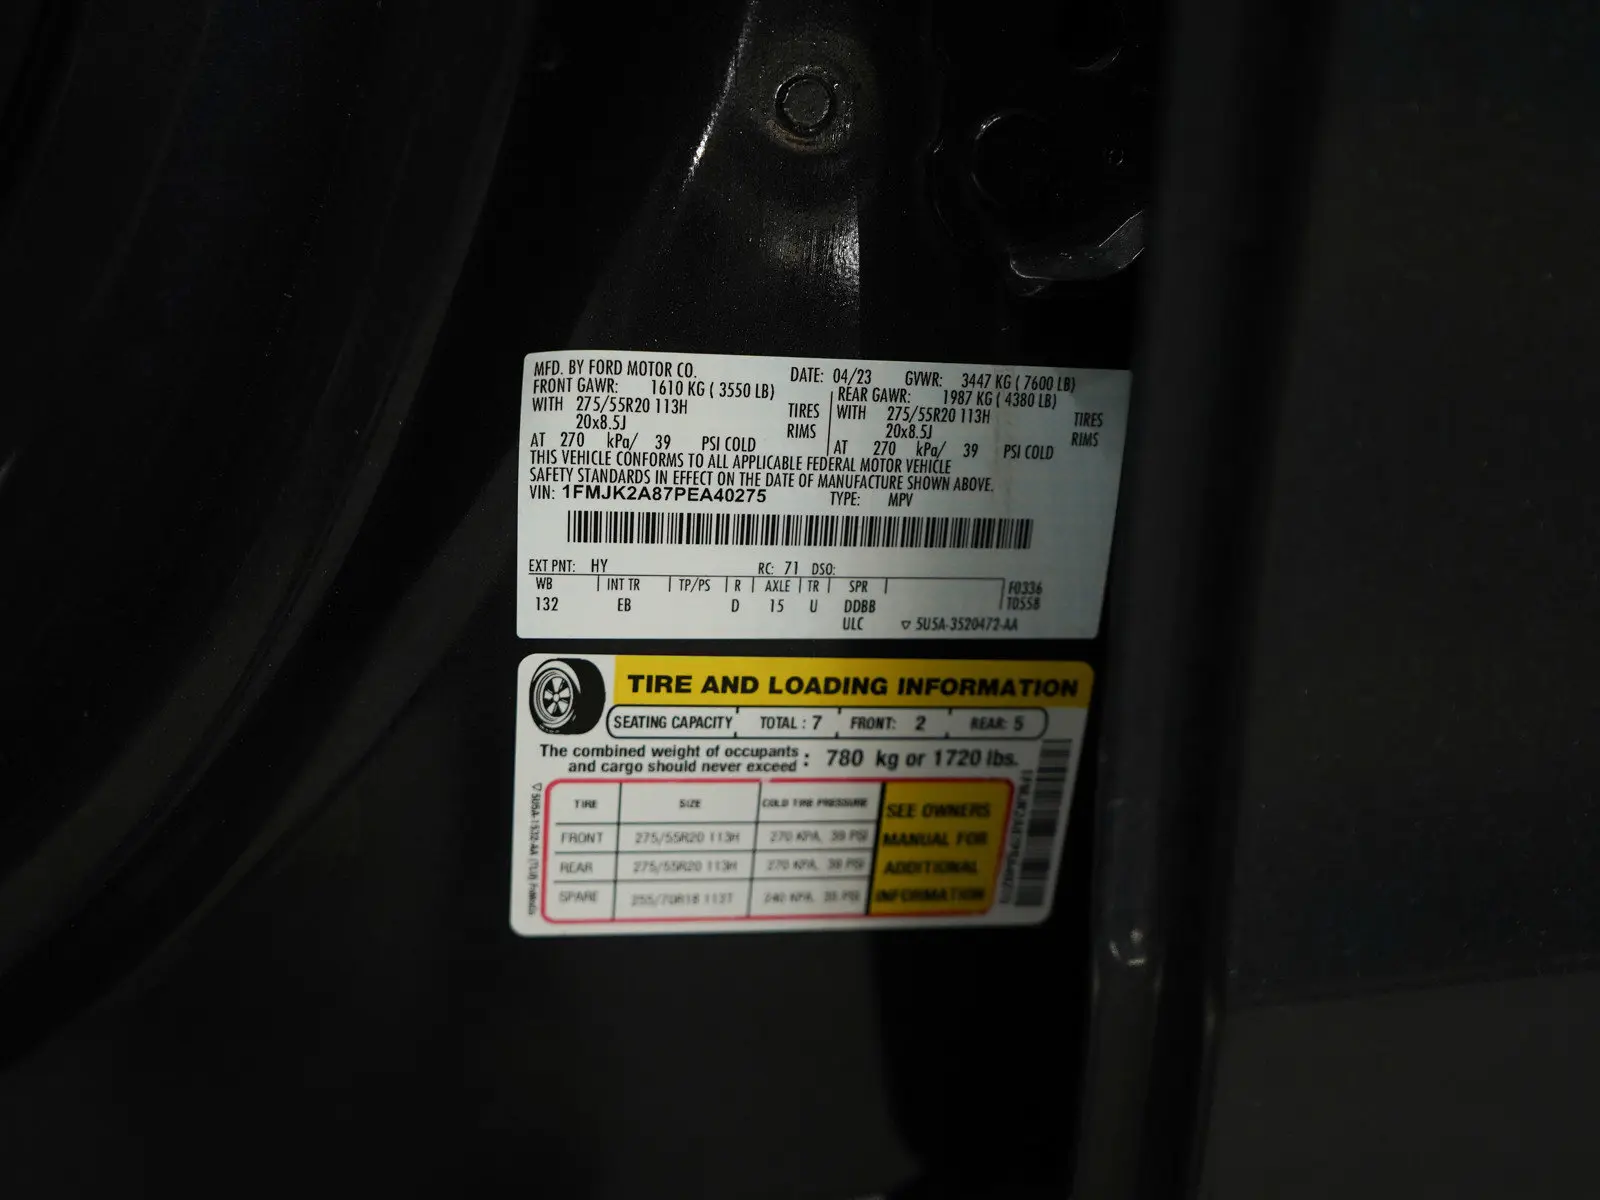 MFD. BY FORD MOTOR CO.
DATE: 04/23 GVWR: 3447 KG ( 7600 LB)
FRONT GAWR: 1610 KG ( 3550 LB)
REAR GAWR: 1987 KG ( 4380 LB)
WITH 275/55R20 113H TIRES
WITH 275/55R20 113H TIRES
20x8.5J RIMS
20x8.5J RIMS
AT 270 kPa/ 39 PSI COLD
AT 270 kPa/ 39 PSI COLD
THIS VEHICLE CONFORMS TO ALL APPLICABLE FEDERAL MOTOR VEHICLE
SAFETY STANDARDS IN EFFECT ON THE DATE OF MANUFACTURE SHOWN ABOVE.
VIN: 1FMJK2A87PEA40275 TYPE: MPV
EXT PNT: HY RC: 71 DSO:
WB INT TR TP/PS R AXLE TR SPR F0336
132 EB D 15 U DDBB T0558
ULC ▽ 5U5A-3520472-AA
TIRE AND LOADING INFORMATION
SEATING CAPACITY TOTAL : 7 FRONT: 2 REAR: 5
The combined weight of occupants
and cargo should never exceed : 780 kg or 1720 lbs.
TIRE SIZE COLD TIRE PRESSURE SEE OWNERS
FRONT 275/55R20 113H 270 KPA, 39 PSI MANUAL FOR
REAR 275/55R20 113H 270 KPA, 39 PSI ADDITIONAL
SPARE 255/70R18 113T 240 KPA, 35 PSI INFORMATION